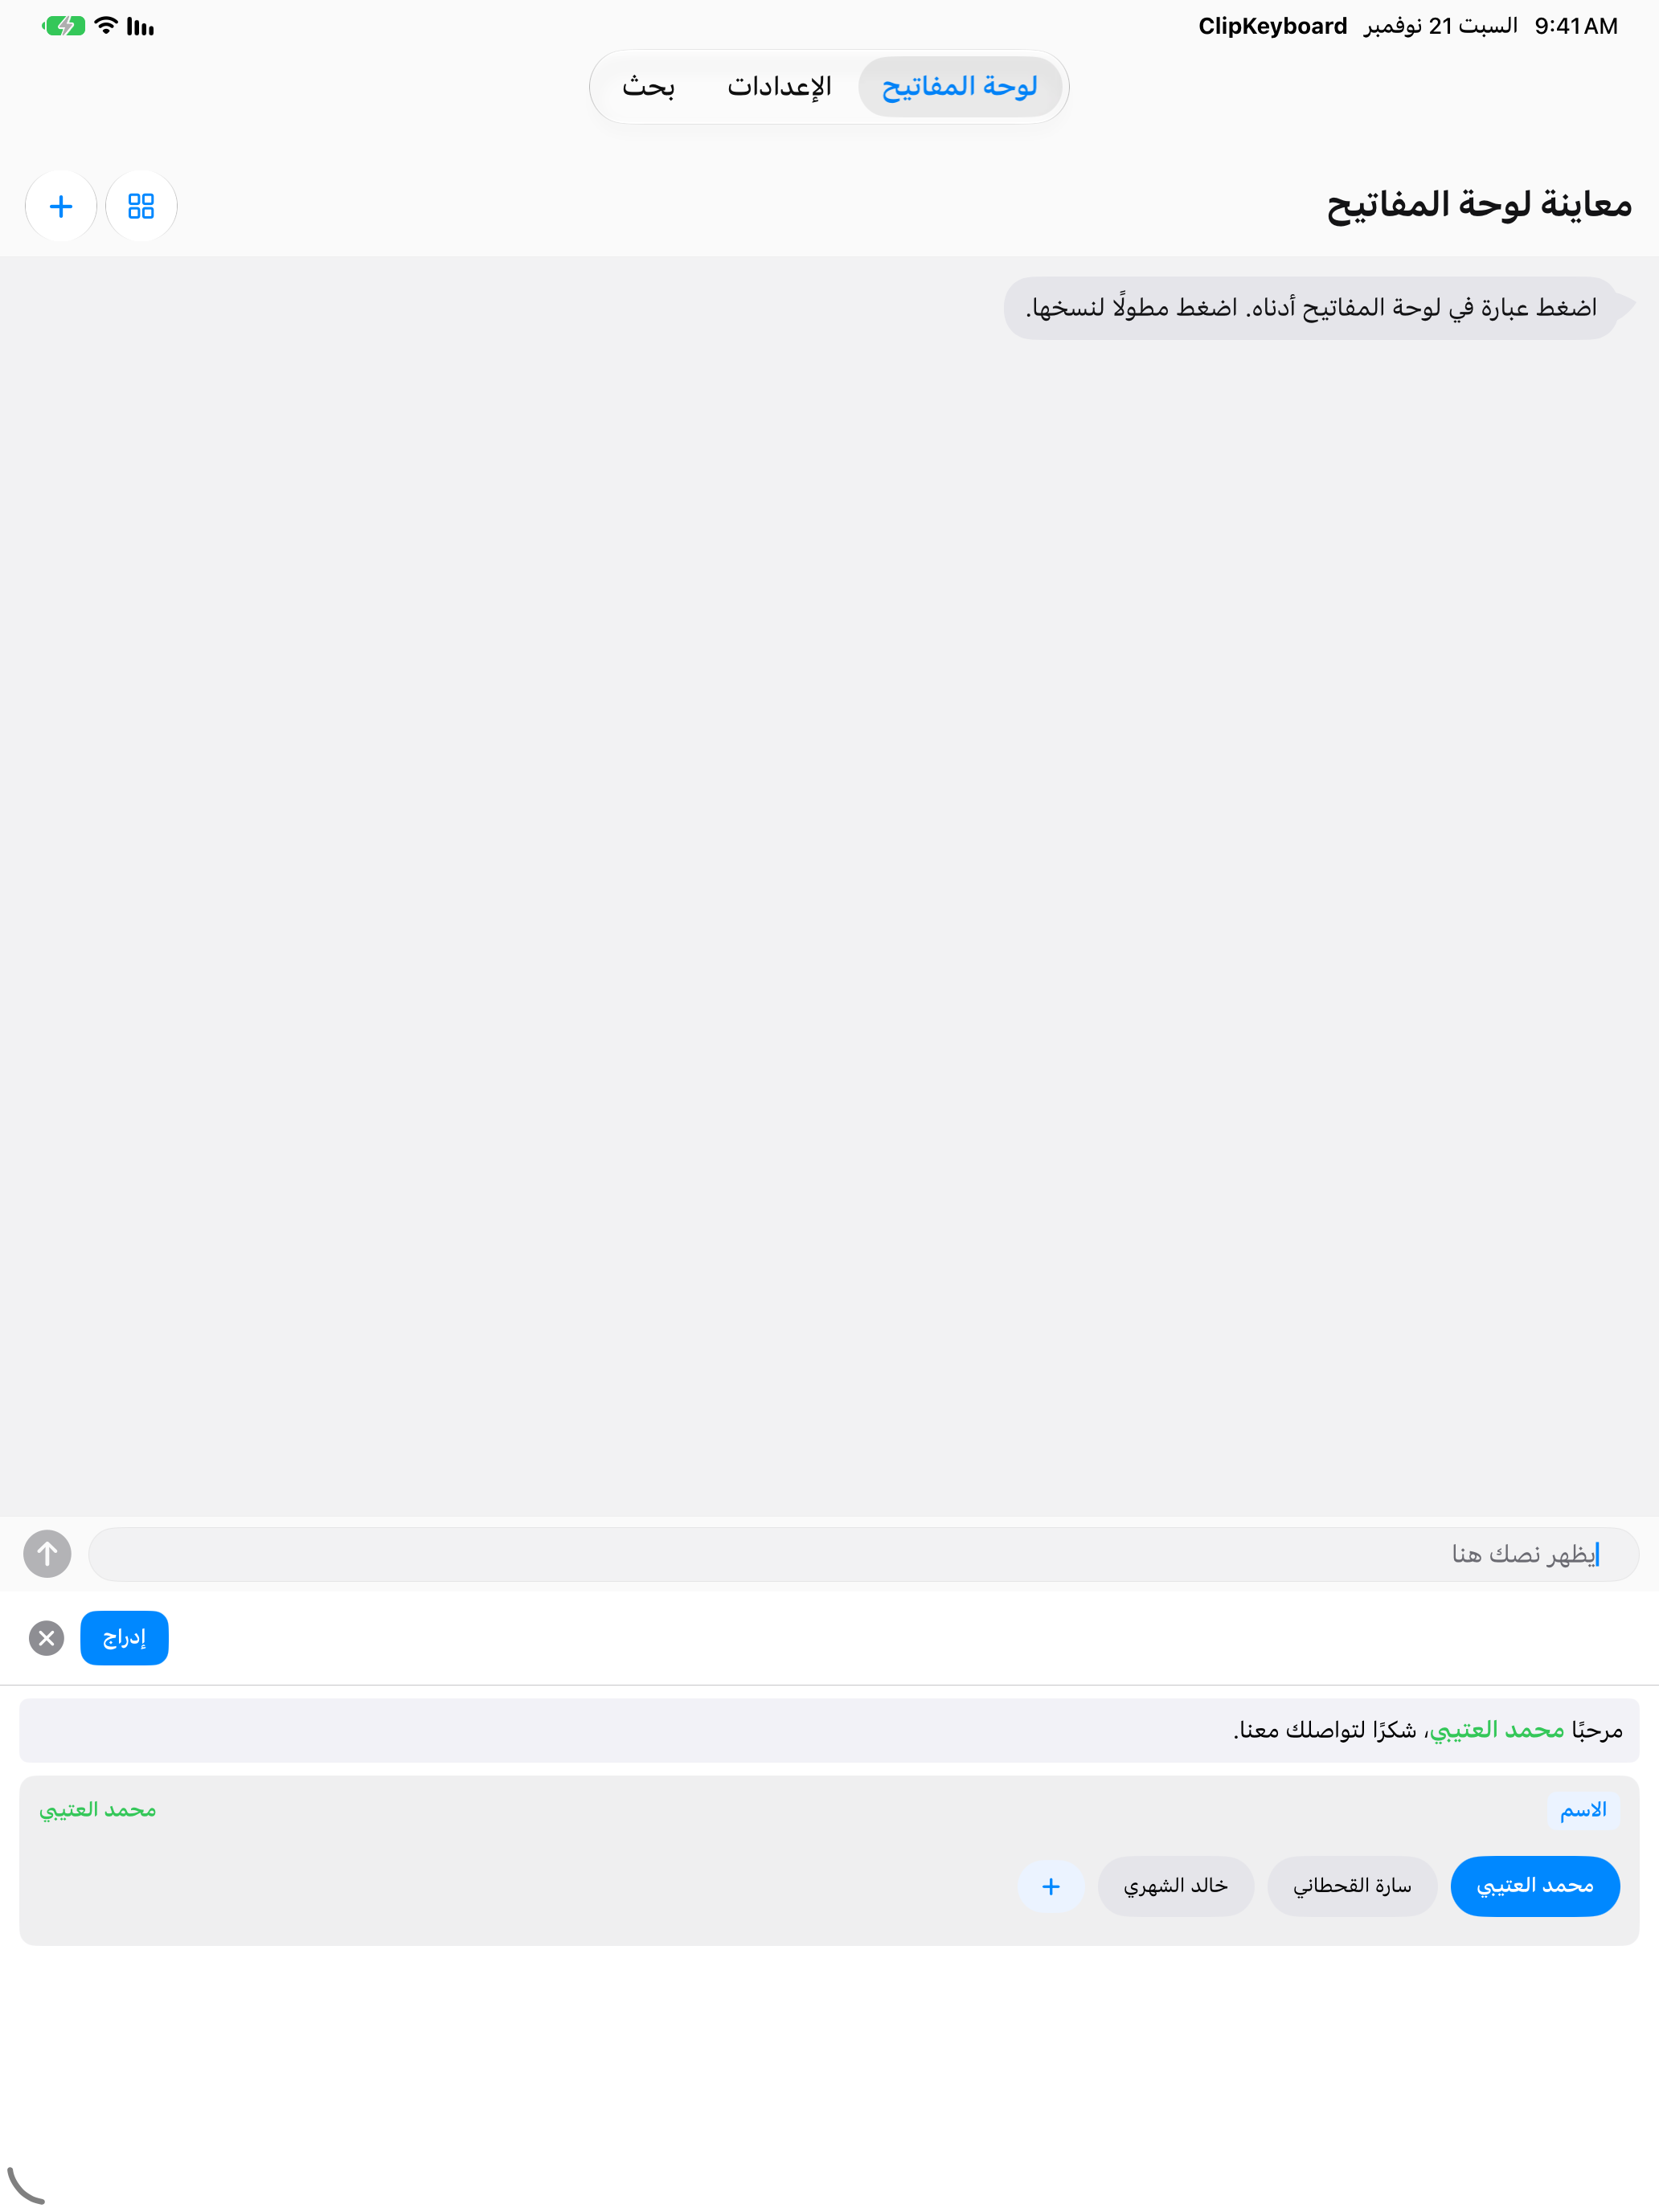 9:41 AM السبت 21 نوفمبر ClipKeyboard
لوحة المفاتيح الإعدادات بحث
معاينة لوحة المفاتيح
اضغط عبارة في لوحة المفاتيح أدناه. اضغط مطولًا لنسخها.
يظهر نصك هنا
إدراج
مرحبًا محمد العتيبي، شكرًا لتواصلك معنا.
الاسم محمد العتيبي
محمد العتيبي سارة القحطاني خالد الشهري +